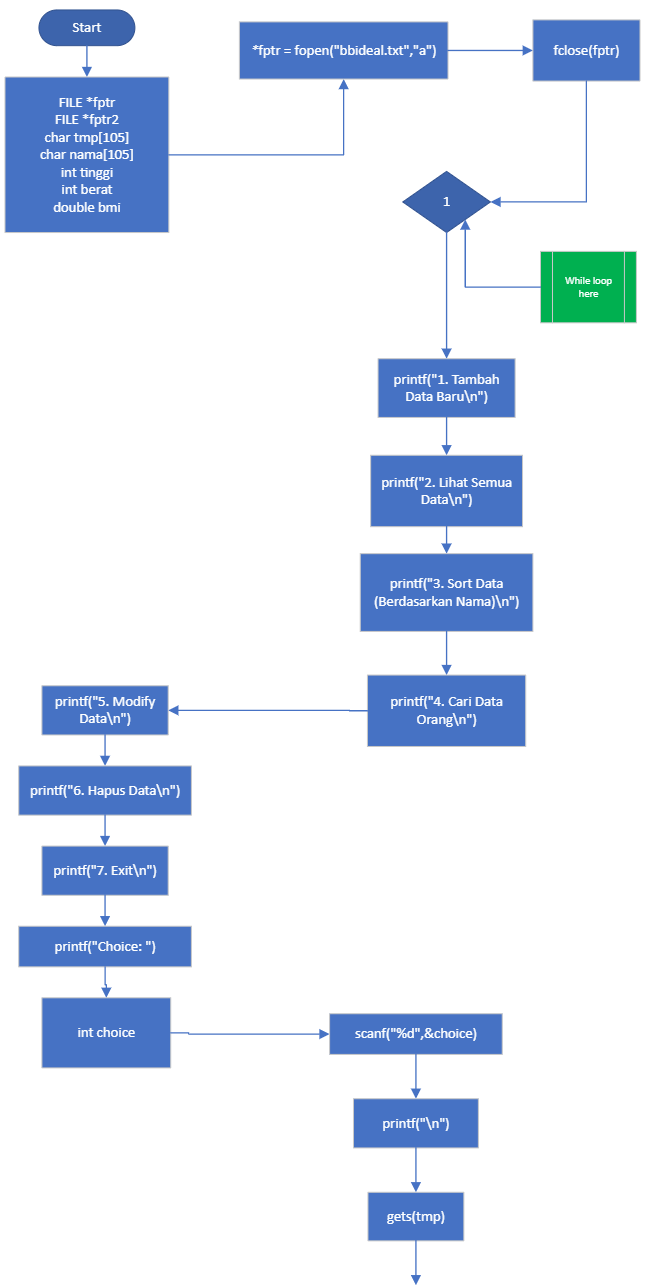 Start
FILE *fptr
FILE *fptr2
char tmp[105]
char nama[105]
int tinggi
int berat
double bmi
*fptr = fopen("bbideal.txt","a")
fclose(fptr)
1
While loop
here
printf("1. Tambah
Data Baru\n")
printf("2. Lihat Semua
Data\n")
printf("3. Sort Data
(Berdasarkan Nama)\n")
printf("4. Cari Data
Orang\n")
printf("5. Modify
Data\n")
printf("6. Hapus Data\n")
printf("7. Exit\n")
printf("Choice: ")
int choice
scanf("%d",&choice)
printf("\n")
gets(tmp)